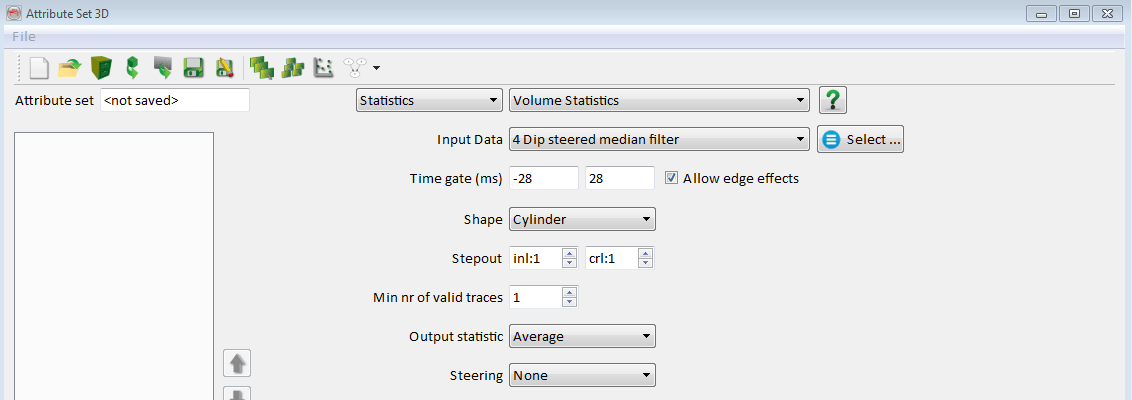 Attribute Set 3D
File
Attribute set <not saved> Statistics Volume Statistics ?
Input Data 4 Dip steered median filter Select ...
Time gate (ms) -28 28 Allow edge effects
Shape Cylinder
Stepout inl:1 crl:1
Min nr of valid traces 1
Output statistic Average
Steering None